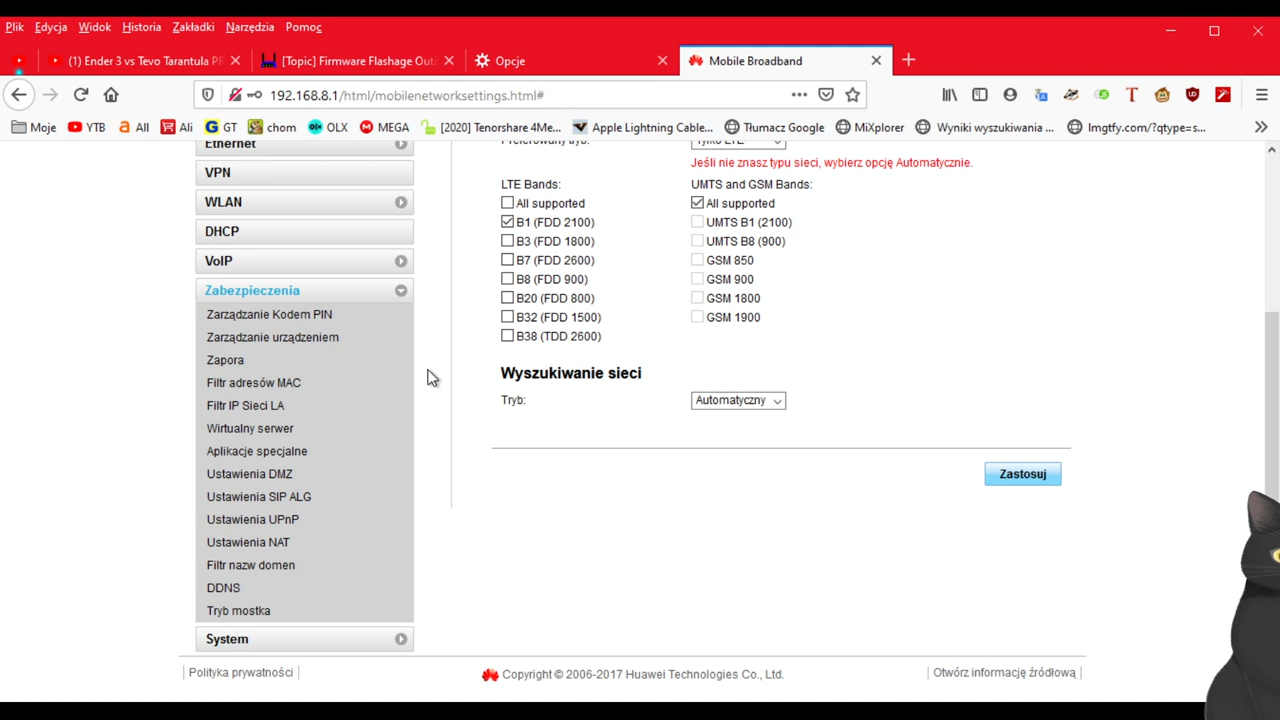 Plik Edycja Widok Historia Zakładki Narzędzia Pomoc
(1) Ender 3 vs Tevo Tarantula PR
[Topic] Firmware Flashage Outi
Opcje
Mobile Broadband
192.168.8.1/html/mobilenetworksettings.html#
Moje YTB All Ali GT chom OLX MEGA [2020] Tenorshare 4Me... Apple Lightning Cable... Tłumacz Google MiXplorer Wyniki wyszukiwania ... lmgtfy.com/?qtype=s...
Ethernet
VPN
WLAN
DHCP
VoIP
Zabezpieczenia
Zarządzanie Kodem PIN
Zarządzanie urządzeniem
Zapora
Filtr adresów MAC
Filtr IP Sieci LA
Wirtualny serwer
Aplikacje specjalne
Ustawienia DMZ
Ustawienia SIP ALG
Ustawienia UPnP
Ustawienia NAT
Filtr nazw domen
DDNS
Tryb mostka
System
Preferowany tryb: Tylko LTE
Jeśli nie znasz typu sieci, wybierz opcję Automatycznie.
LTE Bands: UMTS and GSM Bands:
All supported All supported
B1 (FDD 2100) UMTS B1 (2100)
B3 (FDD 1800) UMTS B8 (900)
B7 (FDD 2600) GSM 850
B8 (FDD 900) GSM 900
B20 (FDD 800) GSM 1800
B32 (FDD 1500) GSM 1900
B38 (TDD 2600)
Wyszukiwanie sieci
Tryb: Automatyczny
Zastosuj
Polityka prywatności Copyright © 2006-2017 Huawei Technologies Co., Ltd. Otwórz informację źródłową